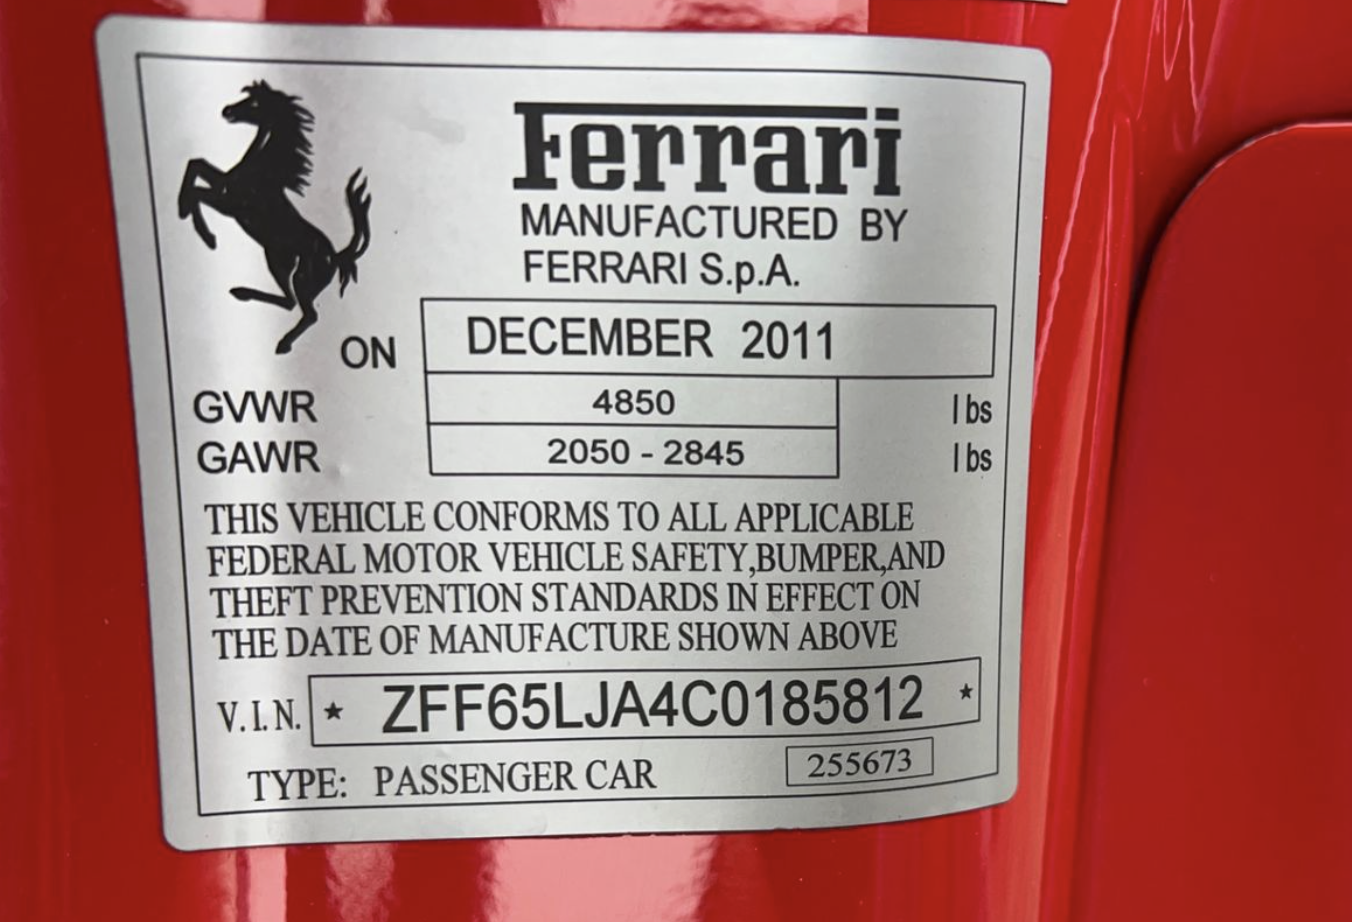 Ferrari
MANUFACTURED BY
FERRARI S.p.A.
ON DECEMBER 2011
GVWR 4850 lbs
GAWR 2050 - 2845 lbs
THIS VEHICLE CONFORMS TO ALL APPLICABLE
FEDERAL MOTOR VEHICLE SAFETY,BUMPER,AND
THEFT PREVENTION STANDARDS IN EFFECT ON
THE DATE OF MANUFACTURE SHOWN ABOVE
V.I.N. ★ ZFF65LJA4C0185812 ★
TYPE: PASSENGER CAR 255673